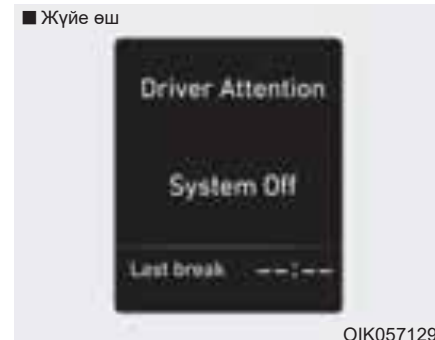 ■ Жүйе өш
Driver Attention
System Off
Last break --:--
OIK057129